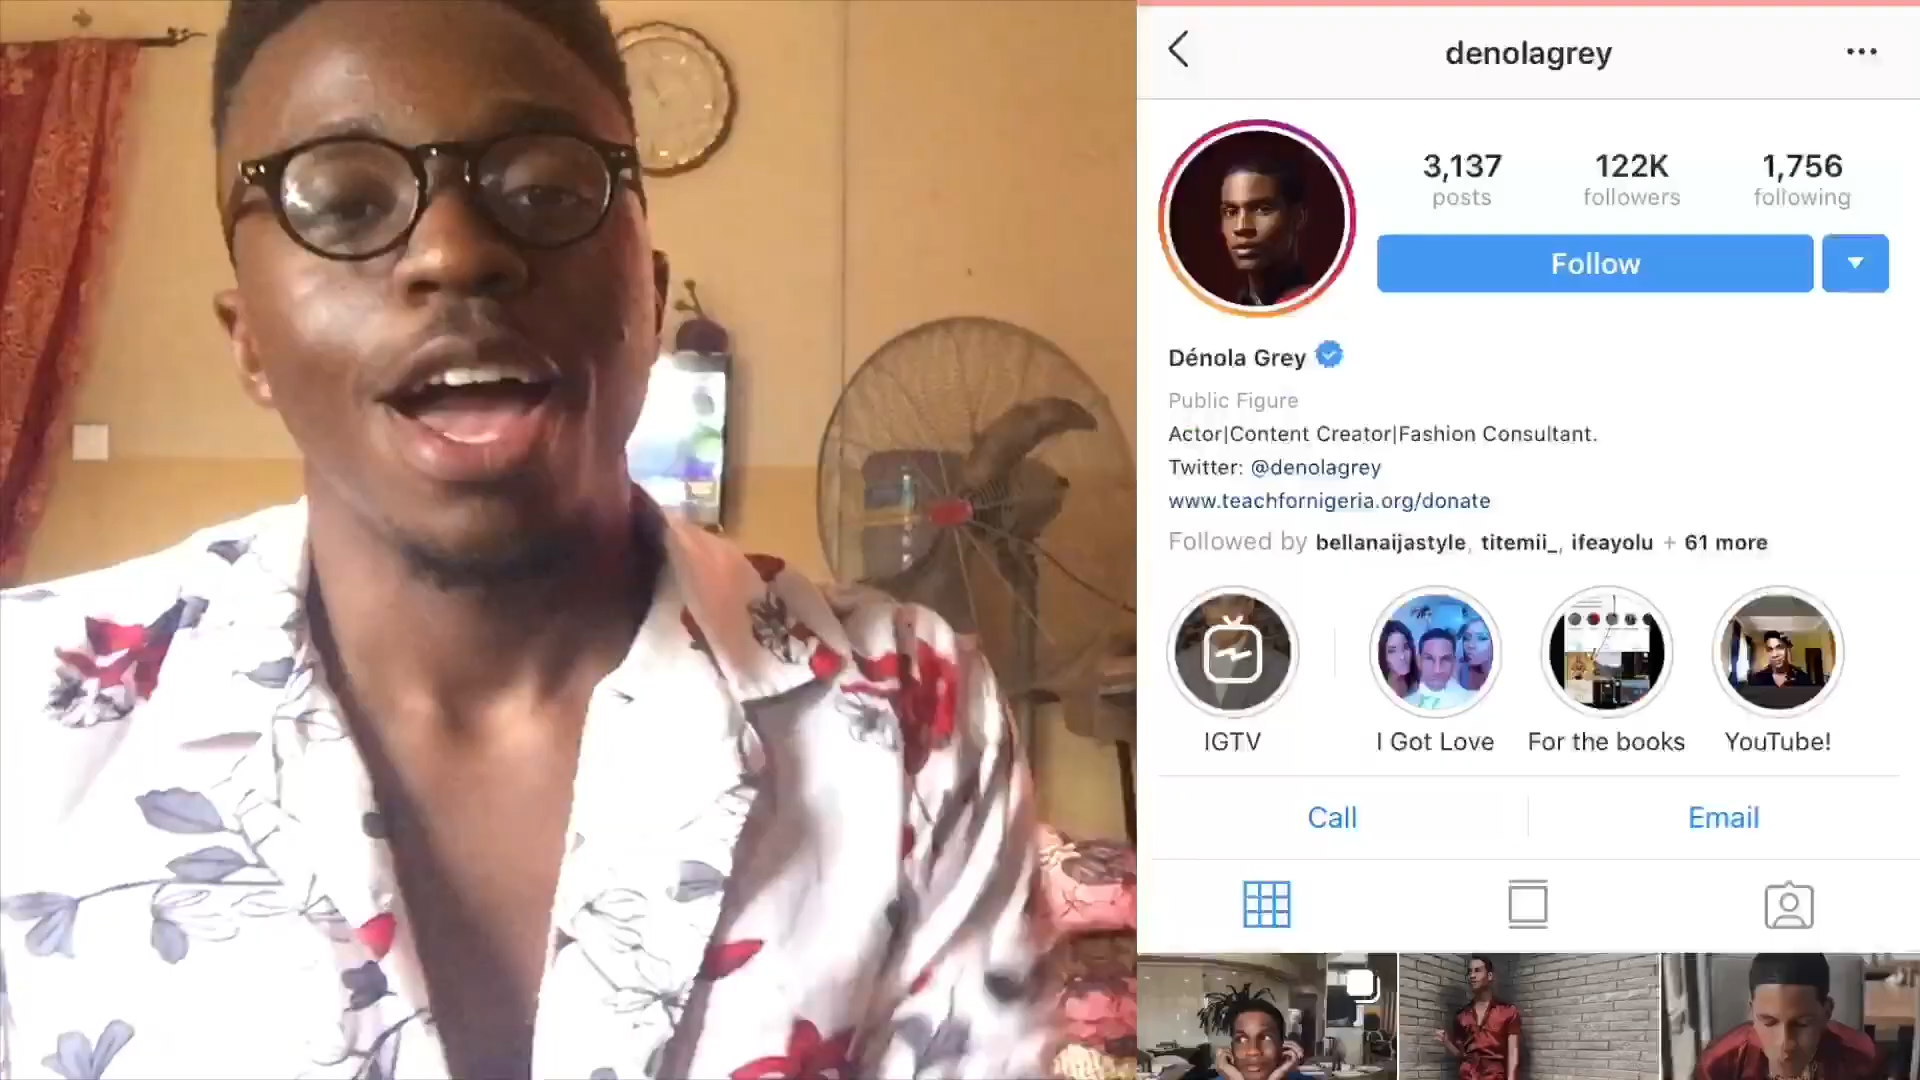 denolagrey
3,137 122K 1,756
posts followers following
Follow
Dénola Grey
Public Figure
Actor|Content Creator|Fashion Consultant.
Twitter: @denolagrey
www.teachfornigeria.org/donate
Followed by bellanaijastyle, titemii_, ifeayolu + 61 more
IGTV I Got Love For the books YouTube!
Call Email